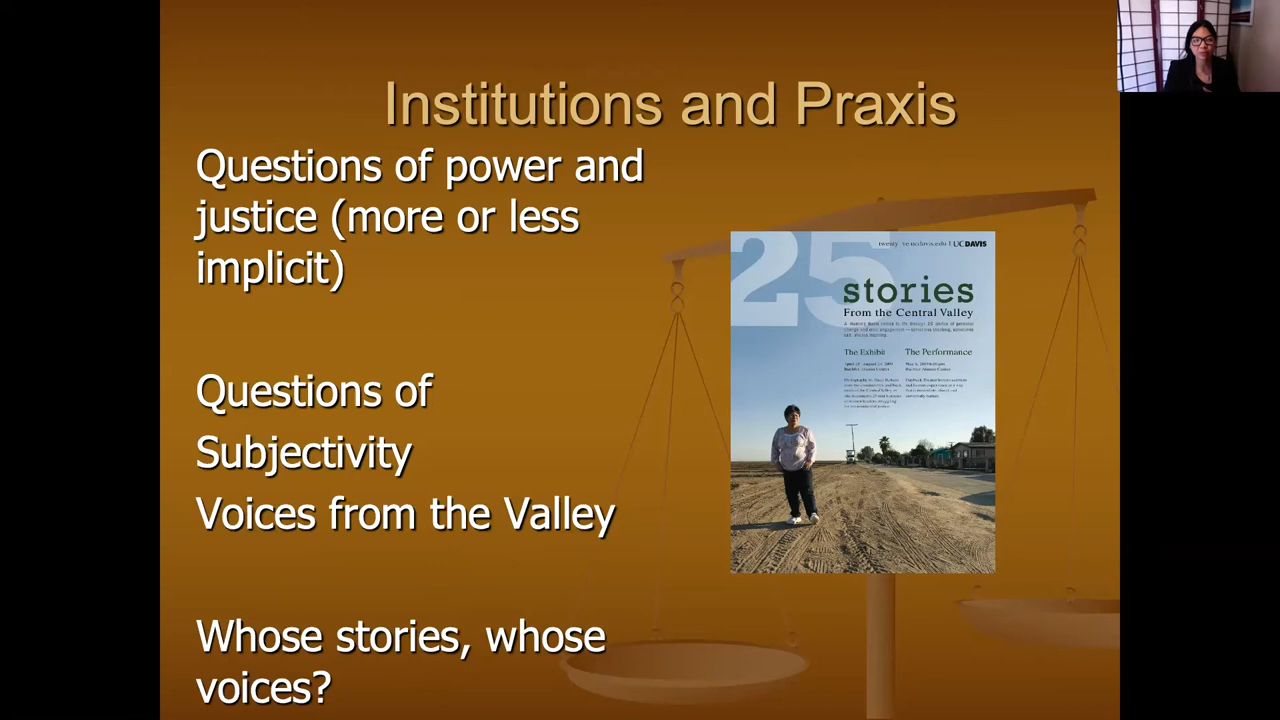 Institutions and Praxis
Questions of power and
justice (more or less
implicit)
Questions of
Subjectivity
Voices from the Valley
Whose stories, whose
voices?
UCDAVIS
25
stories
From the Central Valley
The Exhibit
The Performance